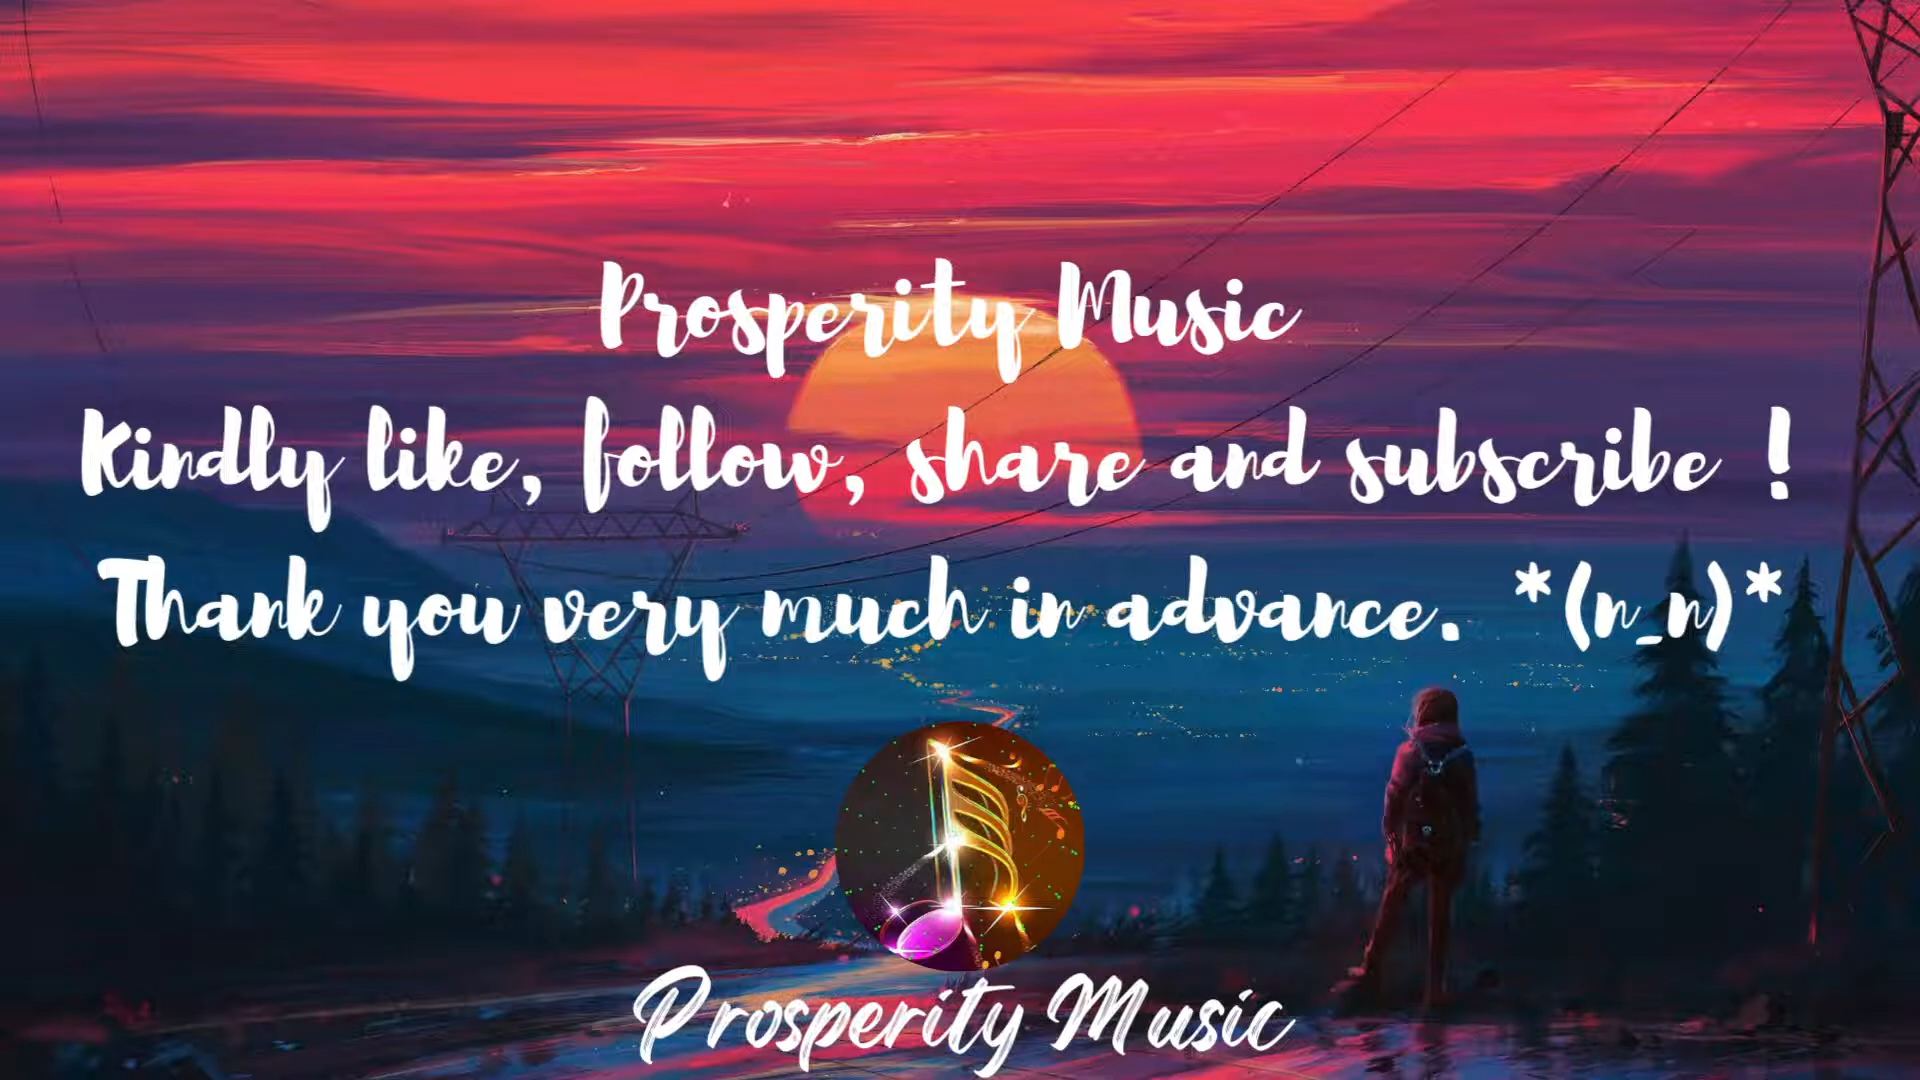 Prosperity Music
Kindly like, follow, share and subscribe !
Thank you very much in advance. *(n_n)*
Prosperity Music